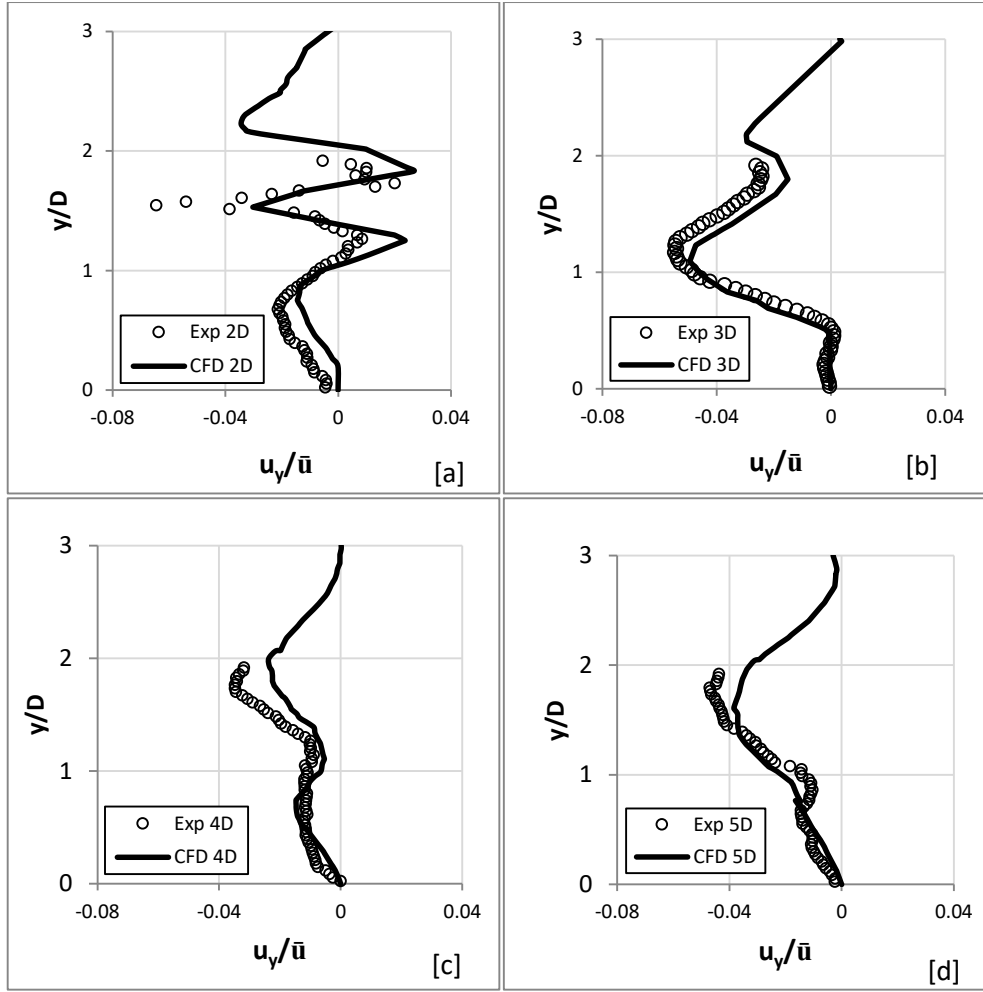 3
2
1
0
y/D
Exp 2D
CFD 2D
-0.08
-0.04
0
0.04
uy/ū
[a]
3
2
1
0
y/D
Exp 3D
CFD 3D
-0.08
-0.04
0
0.04
uy/ū
[b]
3
2
1
0
y/D
Exp 4D
CFD 4D
-0.08
-0.04
0
0.04
uy/ū
[c]
3
2
1
0
y/D
Exp 5D
CFD 5D
-0.08
-0.04
0
0.04
uy/ū
[d]